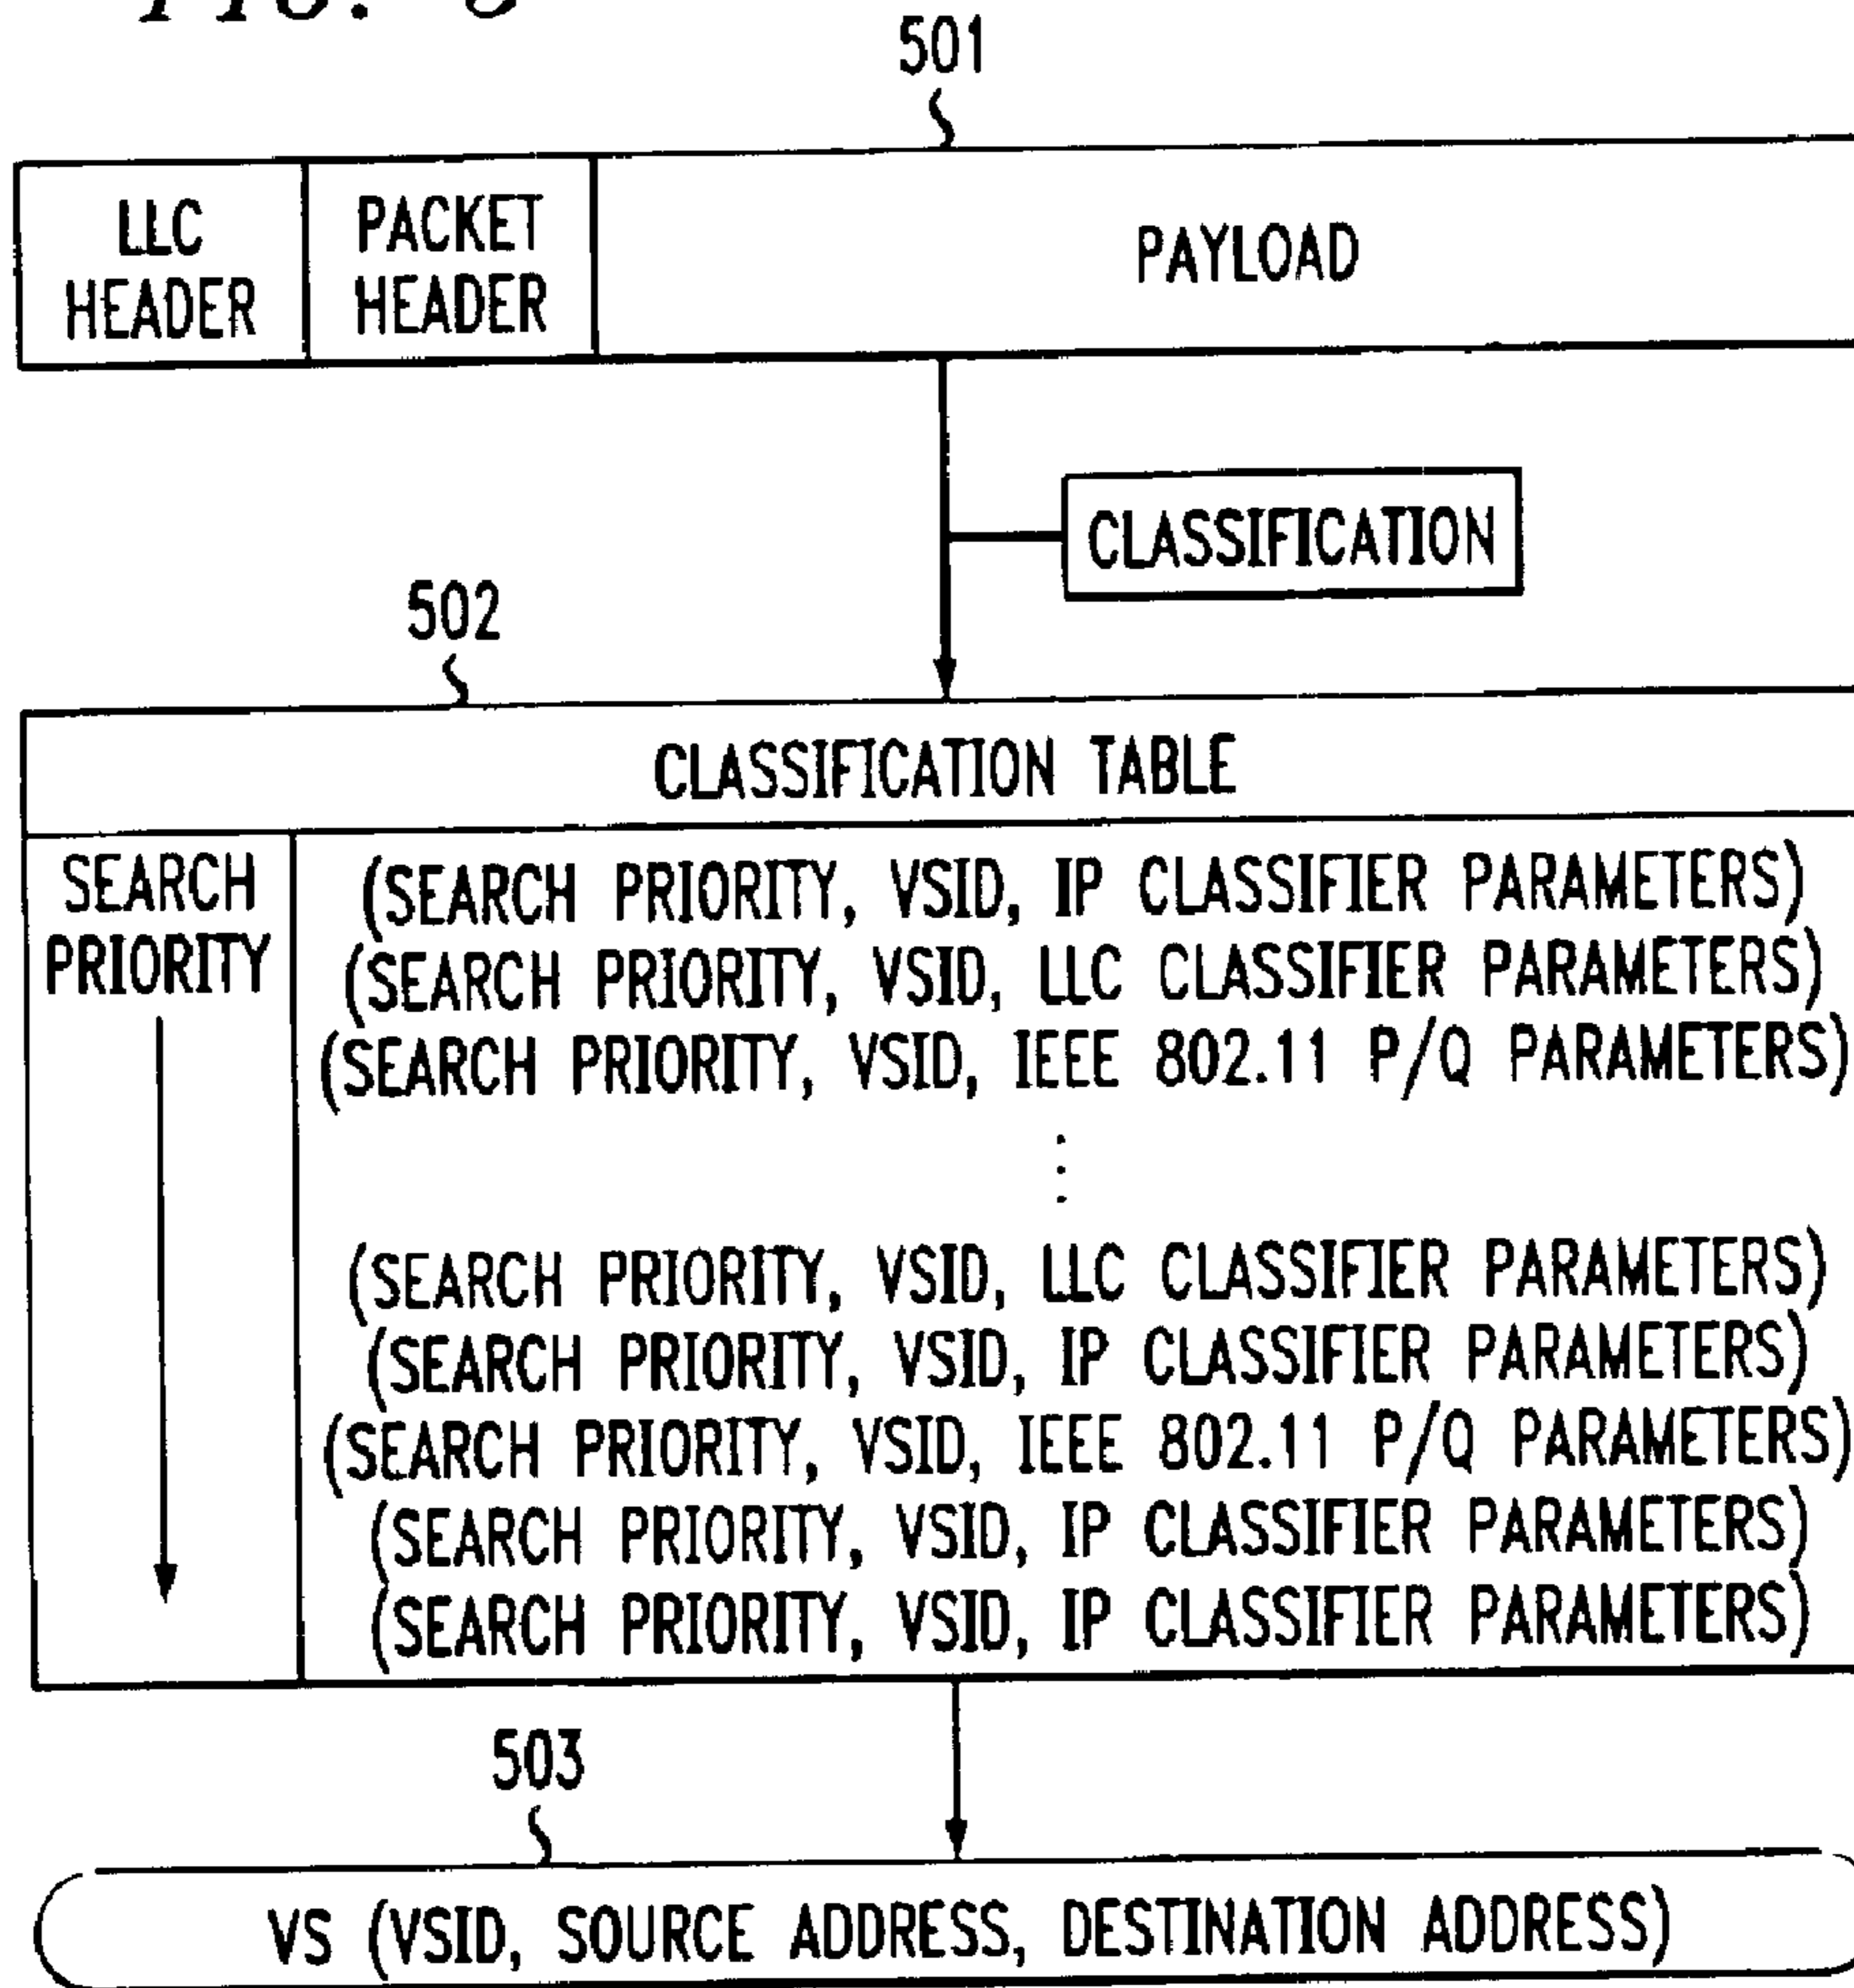 FIG. 5
501
LLC HEADER
PACKET HEADER
PAYLOAD
CLASSIFICATION
502
CLASSIFICATION TABLE
SEARCH PRIORITY
(SEARCH PRIORITY, VSID, IP CLASSIFIER PARAMETERS)
(SEARCH PRIORITY, VSID, LLC CLASSIFIER PARAMETERS)
(SEARCH PRIORITY, VSID, IEEE 802.11 P/Q PARAMETERS)
⋮
(SEARCH PRIORITY, VSID, LLC CLASSIFIER PARAMETERS)
(SEARCH PRIORITY, VSID, IP CLASSIFIER PARAMETERS)
(SEARCH PRIORITY, VSID, IEEE 802.11 P/Q PARAMETERS)
(SEARCH PRIORITY, VSID, IP CLASSIFIER PARAMETERS)
(SEARCH PRIORITY, VSID, IP CLASSIFIER PARAMETERS)
503
VS (VSID, SOURCE ADDRESS, DESTINATION ADDRESS)